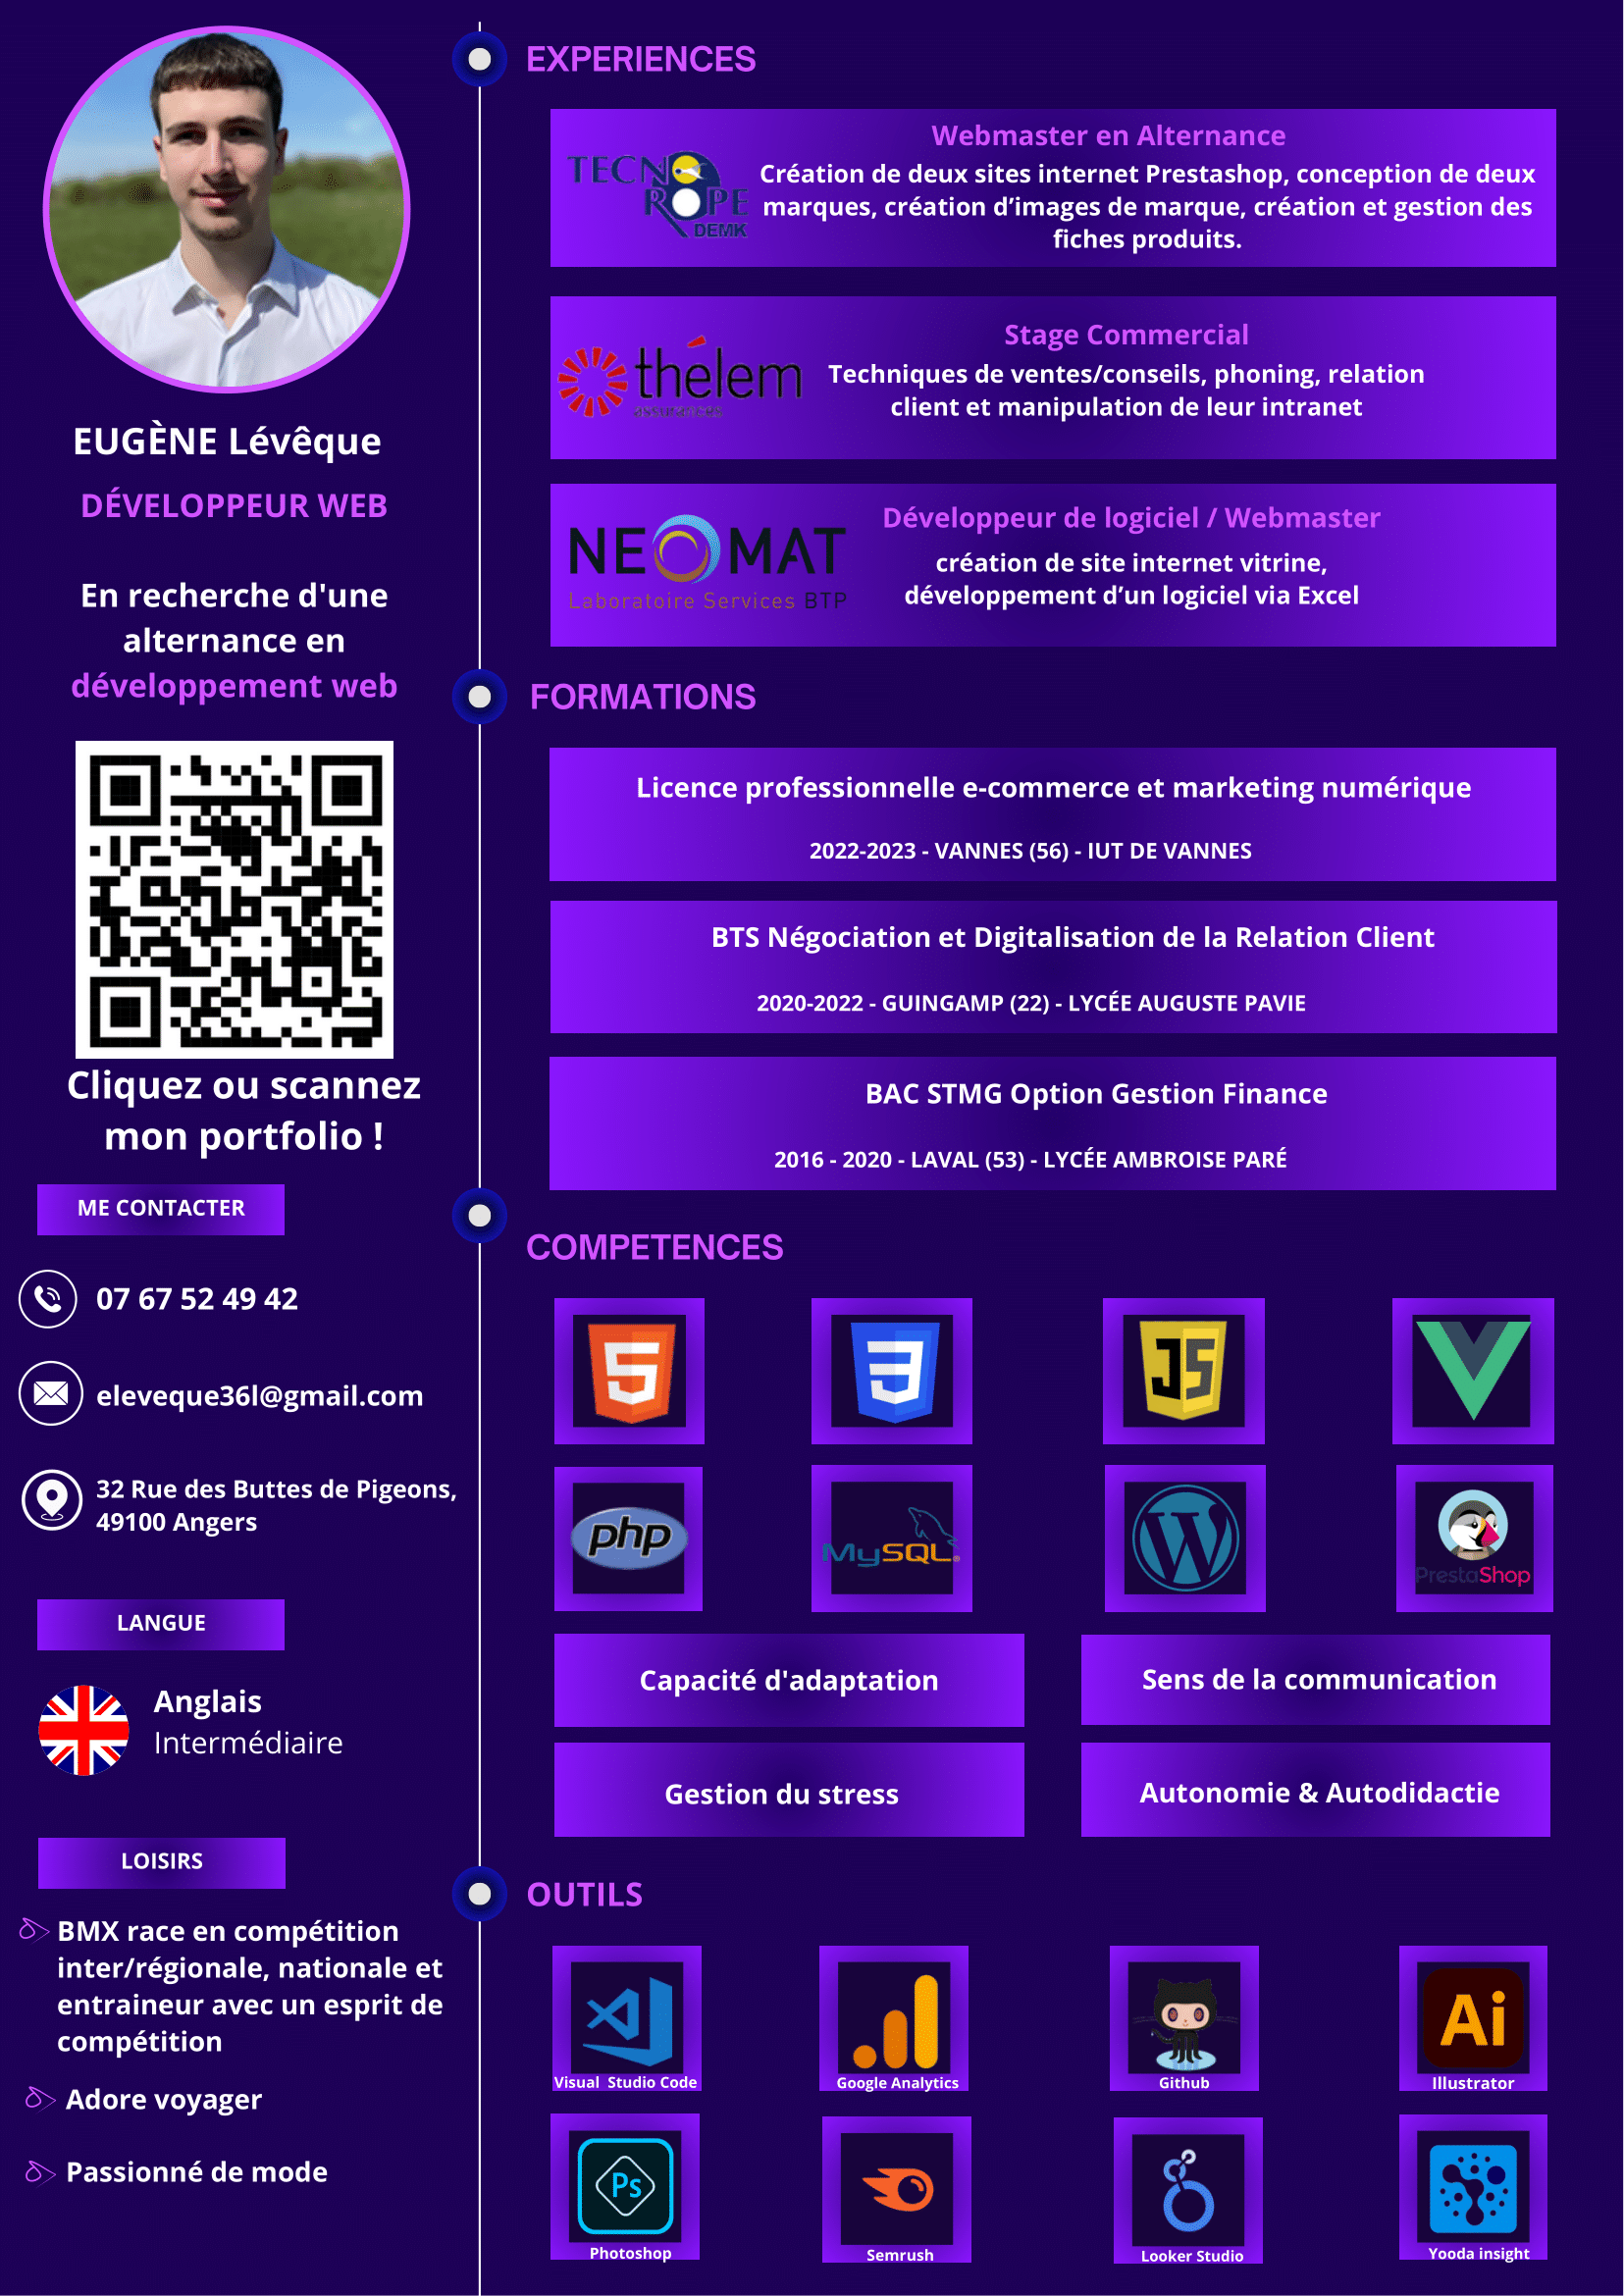 EUGÈNE Lévêque
DÉVELOPPEUR WEB
En recherche d'une
alternance en
développement web
Cliquez ou scannez
mon portfolio !
ME CONTACTER
07 67 52 49 42
eleveque36l@gmail.com
32 Rue des Buttes de Pigeons,
49100 Angers
LANGUE
Anglais
Intermédiaire
LOISIRS
BMX race en compétition
inter/régionale, nationale et
entraineur avec un esprit de
compétition
Adore voyager
Passionné de mode
EXPERIENCES
TECNO
ROPE
DEMK
Webmaster en Alternance
Création de deux sites internet Prestashop, conception de deux
marques, création d’images de marque, création et gestion des
fiches produits.
thélem
assurances
Stage Commercial
Techniques de ventes/conseils, phoning, relation
client et manipulation de leur intranet
NEOMAT
Laboratoire Services BTP
Développeur de logiciel / Webmaster
création de site internet vitrine,
développement d’un logiciel via Excel
FORMATIONS
Licence professionnelle e-commerce et marketing numérique
2022-2023 - VANNES (56) - IUT DE VANNES
BTS Négociation et Digitalisation de la Relation Client
2020-2022 - GUINGAMP (22) - LYCÉE AUGUSTE PAVIE
BAC STMG Option Gestion Finance
2016 - 2020 - LAVAL (53) - LYCÉE AMBROISE PARÉ
COMPETENCES
5
3
JS
php
MySQL®
W
PrestaShop
Capacité d'adaptation
Sens de la communication
Gestion du stress
Autonomie & Autodidactie
OUTILS
Visual Studio Code
Google Analytics
Github
Ai
Illustrator
Ps
Photoshop
Semrush
Looker Studio
Yooda insight